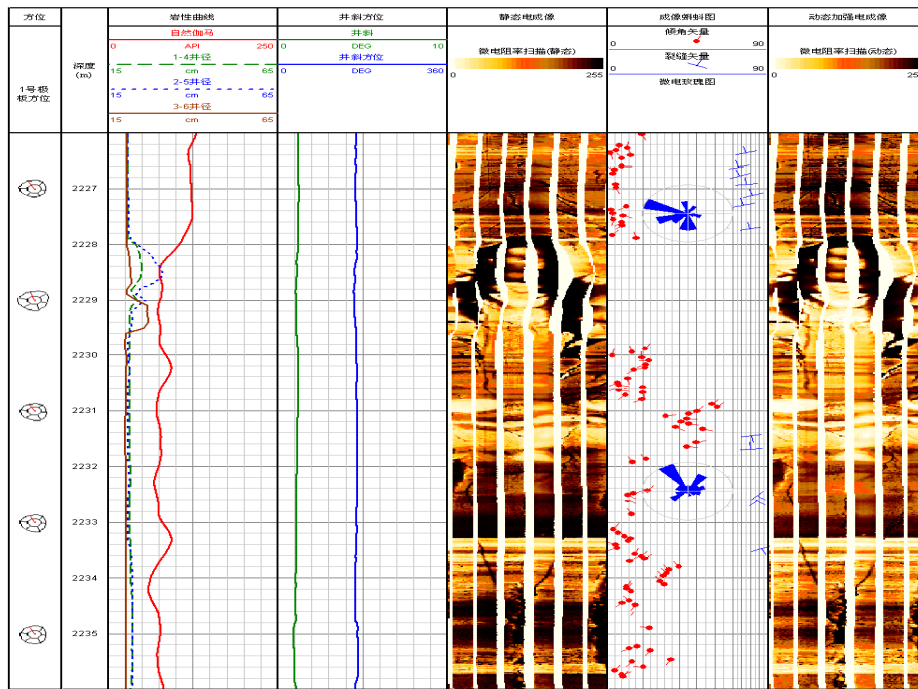 方位
岩性曲线
井斜方位
静态电成像
成像蝌蚪图
动态加强电成像
1号极
板方位
深度
(m)
自然伽马
0 API 250
1-4井径
15 cm 65
2-5井径
15 cm 65
3-6井径
15 cm 65
井斜
0 DEG 10
井斜方位
0 DEG 360
微电阻率扫描(静态)
0 255
倾角矢量
0 90
裂缝矢量
0 90
微电玫瑰图
微电阻率扫描(动态)
0
2227
2228
2229
2230
2231
2232
2233
2234
2235